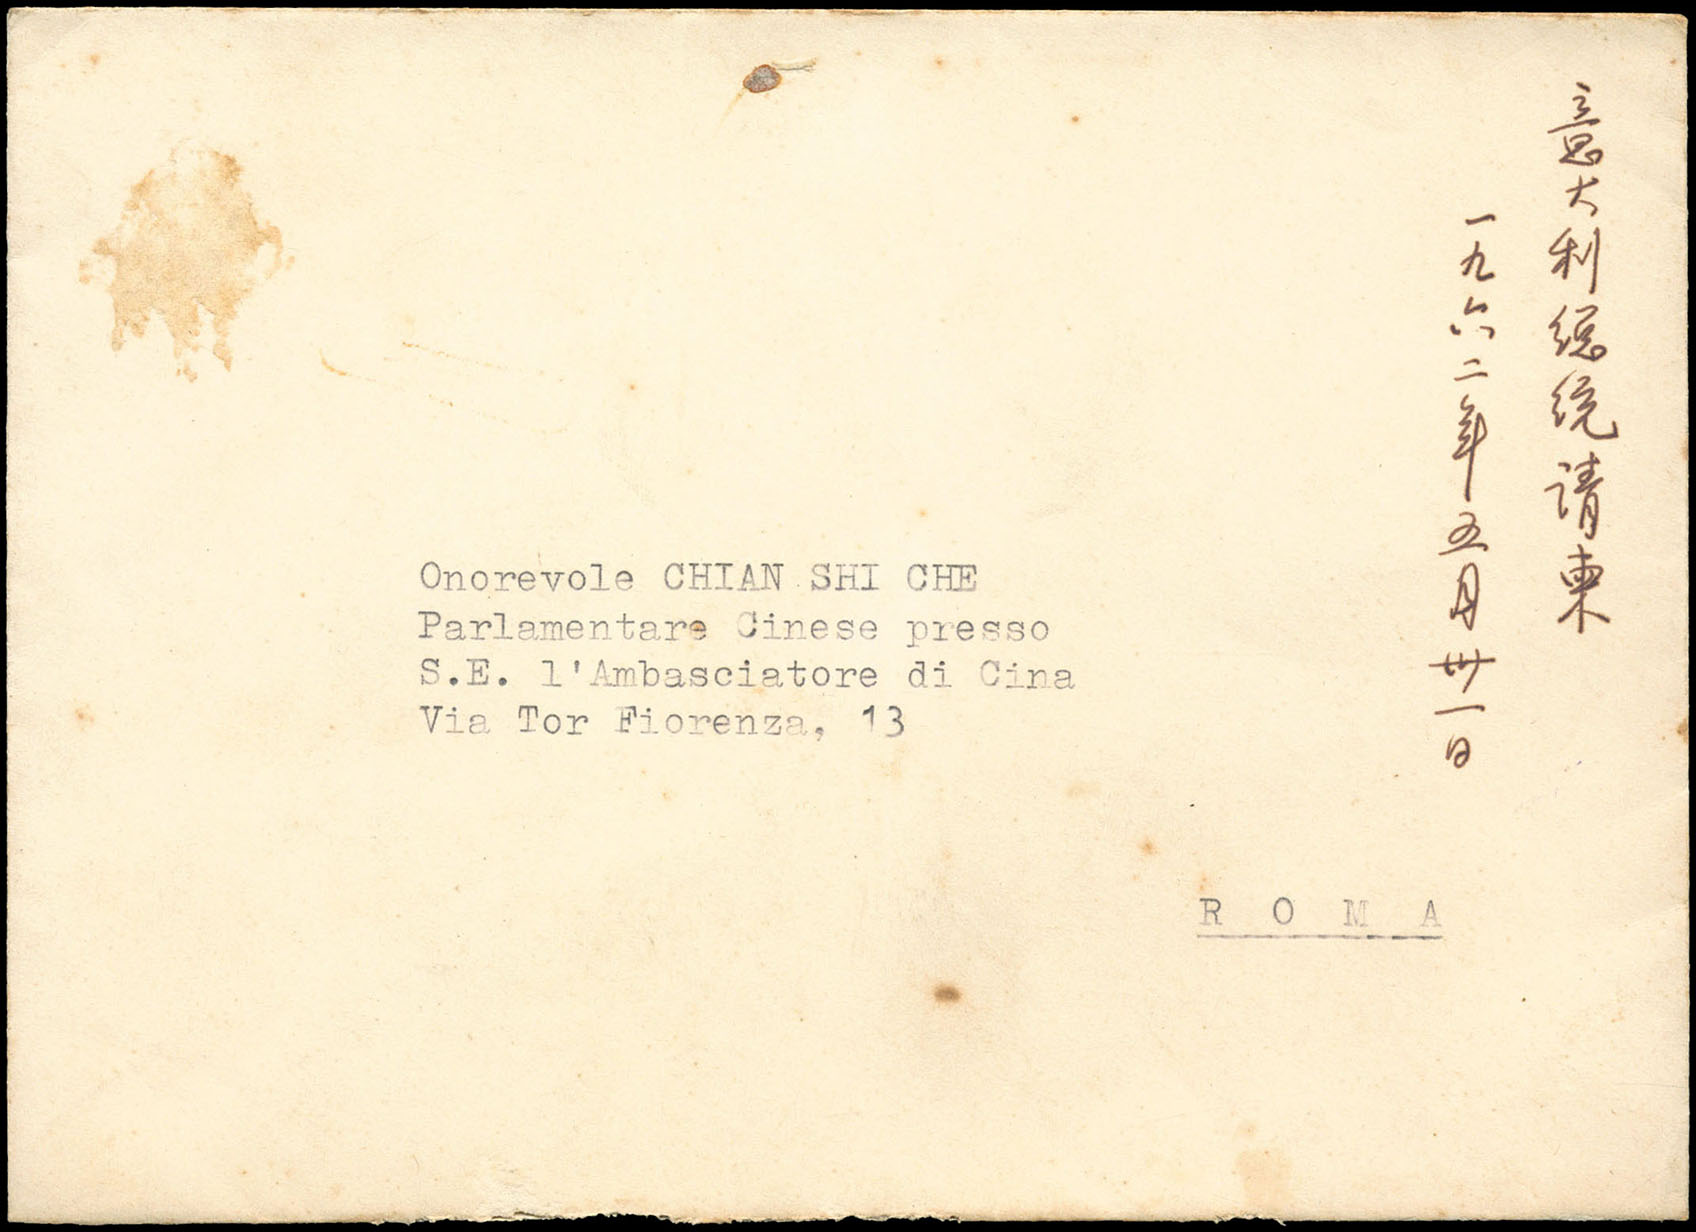 意大利總統請柬
一九六二年五月卅一日
Onorevole CHIAN SHI CHE
Parlamentare Cinese presso
S.E. l'Ambasciatore di Cina
Via Tor Fiorenza, 13
R O M A